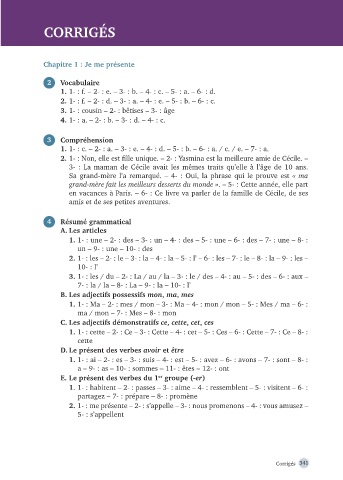 CORRIGÉS
Chapitre 1 : Je me présente
2 Vocabulaire
1. 1- : f. – 2- : e. – 3- : b. – 4- : c. – 5- : a. – 6- : d.
2. 1- : f. – 2- : d. – 3- : a. – 4- : e. – 5- : b. – 6- : c.
3. 1- : cousin – 2- : bêtises – 3- : âge
4. 1- : a. – 2- : b. – 3- : d. – 4- : c.
3 Compréhension
1. 1- : c. – 2- : a. – 3- : e. – 4- : d. – 5- : b. – 6- : a. / c. / e. – 7- : a.
2. 1- : Non, elle est fille unique. – 2- : Yasmina est la meilleure amie de Cécile. –
3- : La maman de Cécile avait les mêmes traits qu'elle à l'âge de 10 ans.
Sa grand-mère l'a remarqué. – 4- : Oui, la phrase qui le prouve est « ma
grand-mère fait les meilleurs desserts du monde ». – 5- : Cette année, elle part
en vacances à Paris. – 6- : Ce livre va parler de la famille de Cécile, de ses
amis et de ses petites aventures.
4 Résumé grammatical
A. Les articles
1. 1- : une – 2- : des – 3- : un – 4- : des – 5- : une – 6- : des – 7- : une – 8- :
un – 9- : une – 10- : des
2. 1- : les – 2- : le – 3- : la – 4- : la – 5- : l' – 6- : les – 7- : le – 8- : la – 9- : les –
10- : l'
3. 1- : les / du – 2- : La / au / la – 3- : le / des – 4- : au – 5- : des – 6- : aux –
7- : la / la – 8- : La – 9- : la – 10- : l'
B. Les adjectifs possessifs mon, ma, mes
1. 1- : Ma – 2- : mes / mon – 3- : Ma – 4- : mon / mon – 5- : Mes / ma – 6- :
ma / mon – 7- : Mes – 8- : mon
C. Les adjectifs démonstratifs ce, cette, cet, ces
1. 1- : cette – 2- : Ce – 3- : Cette – 4- : cet – 5- : Ces – 6- : Cette – 7- : Ce – 8- :
cette
D. Le présent des verbes avoir et être
1. 1- : ai – 2- : es – 3- : suis – 4- : est – 5- : avez – 6- : avons – 7- : sont – 8- :
a – 9- : as – 10- : sommes – 11- : êtes – 12- : ont
E. Le présent des verbes du 1er groupe (-er)
1. 1- : habitent – 2- : passes – 3- : aime – 4- : ressemblent – 5- : visitent – 6- :
partagez – 7- : prépare – 8- : promène
2. 1- : me présente – 2- : s'appelle – 3- : nous promenons – 4- : vous amusez –
5- : s'appellent
Corrigés 341